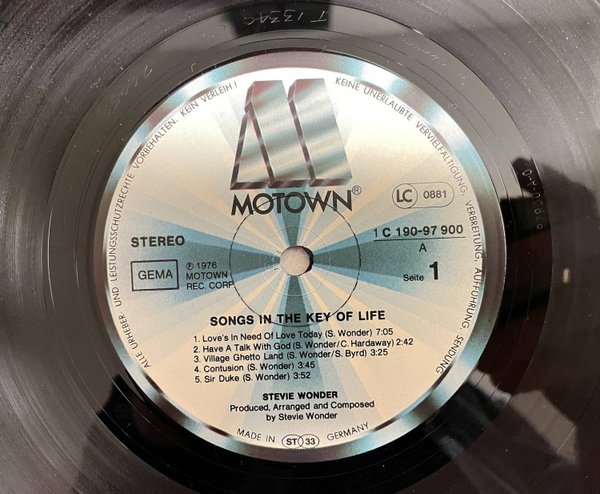 T 133AC
ALLE URHEBER UND LEISTUNGSSCHUTZRECHTE VORBEHALTEN, KEIN VERLEIH! KEINE UNERLAUBTE VERVIELFÄLTIGUNG, VERBREITUNG, AUFFÜHRUNG, SENDUNG
MOTOWN®
LC 0881
STEREO
1 C 190-97 900
A
GEMA
℗ 1976
MOTOWN
REC. CORP.
Seite 1
SONGS IN THE KEY OF LIFE
1. Love's In Need Of Love Today (S. Wonder) 7:05
2. Have A Talk With God (S. Wonder/C. Hardaway) 2:42
3. Village Ghetto Land (S. Wonder/S. Byrd) 3:25
4. Contusion (S. Wonder) 3:45
5. Sir Duke (S. Wonder) 3:52
STEVIE WONDER
Produced, Arranged and Composed
by Stevie Wonder
MADE IN ST 33 GERMANY